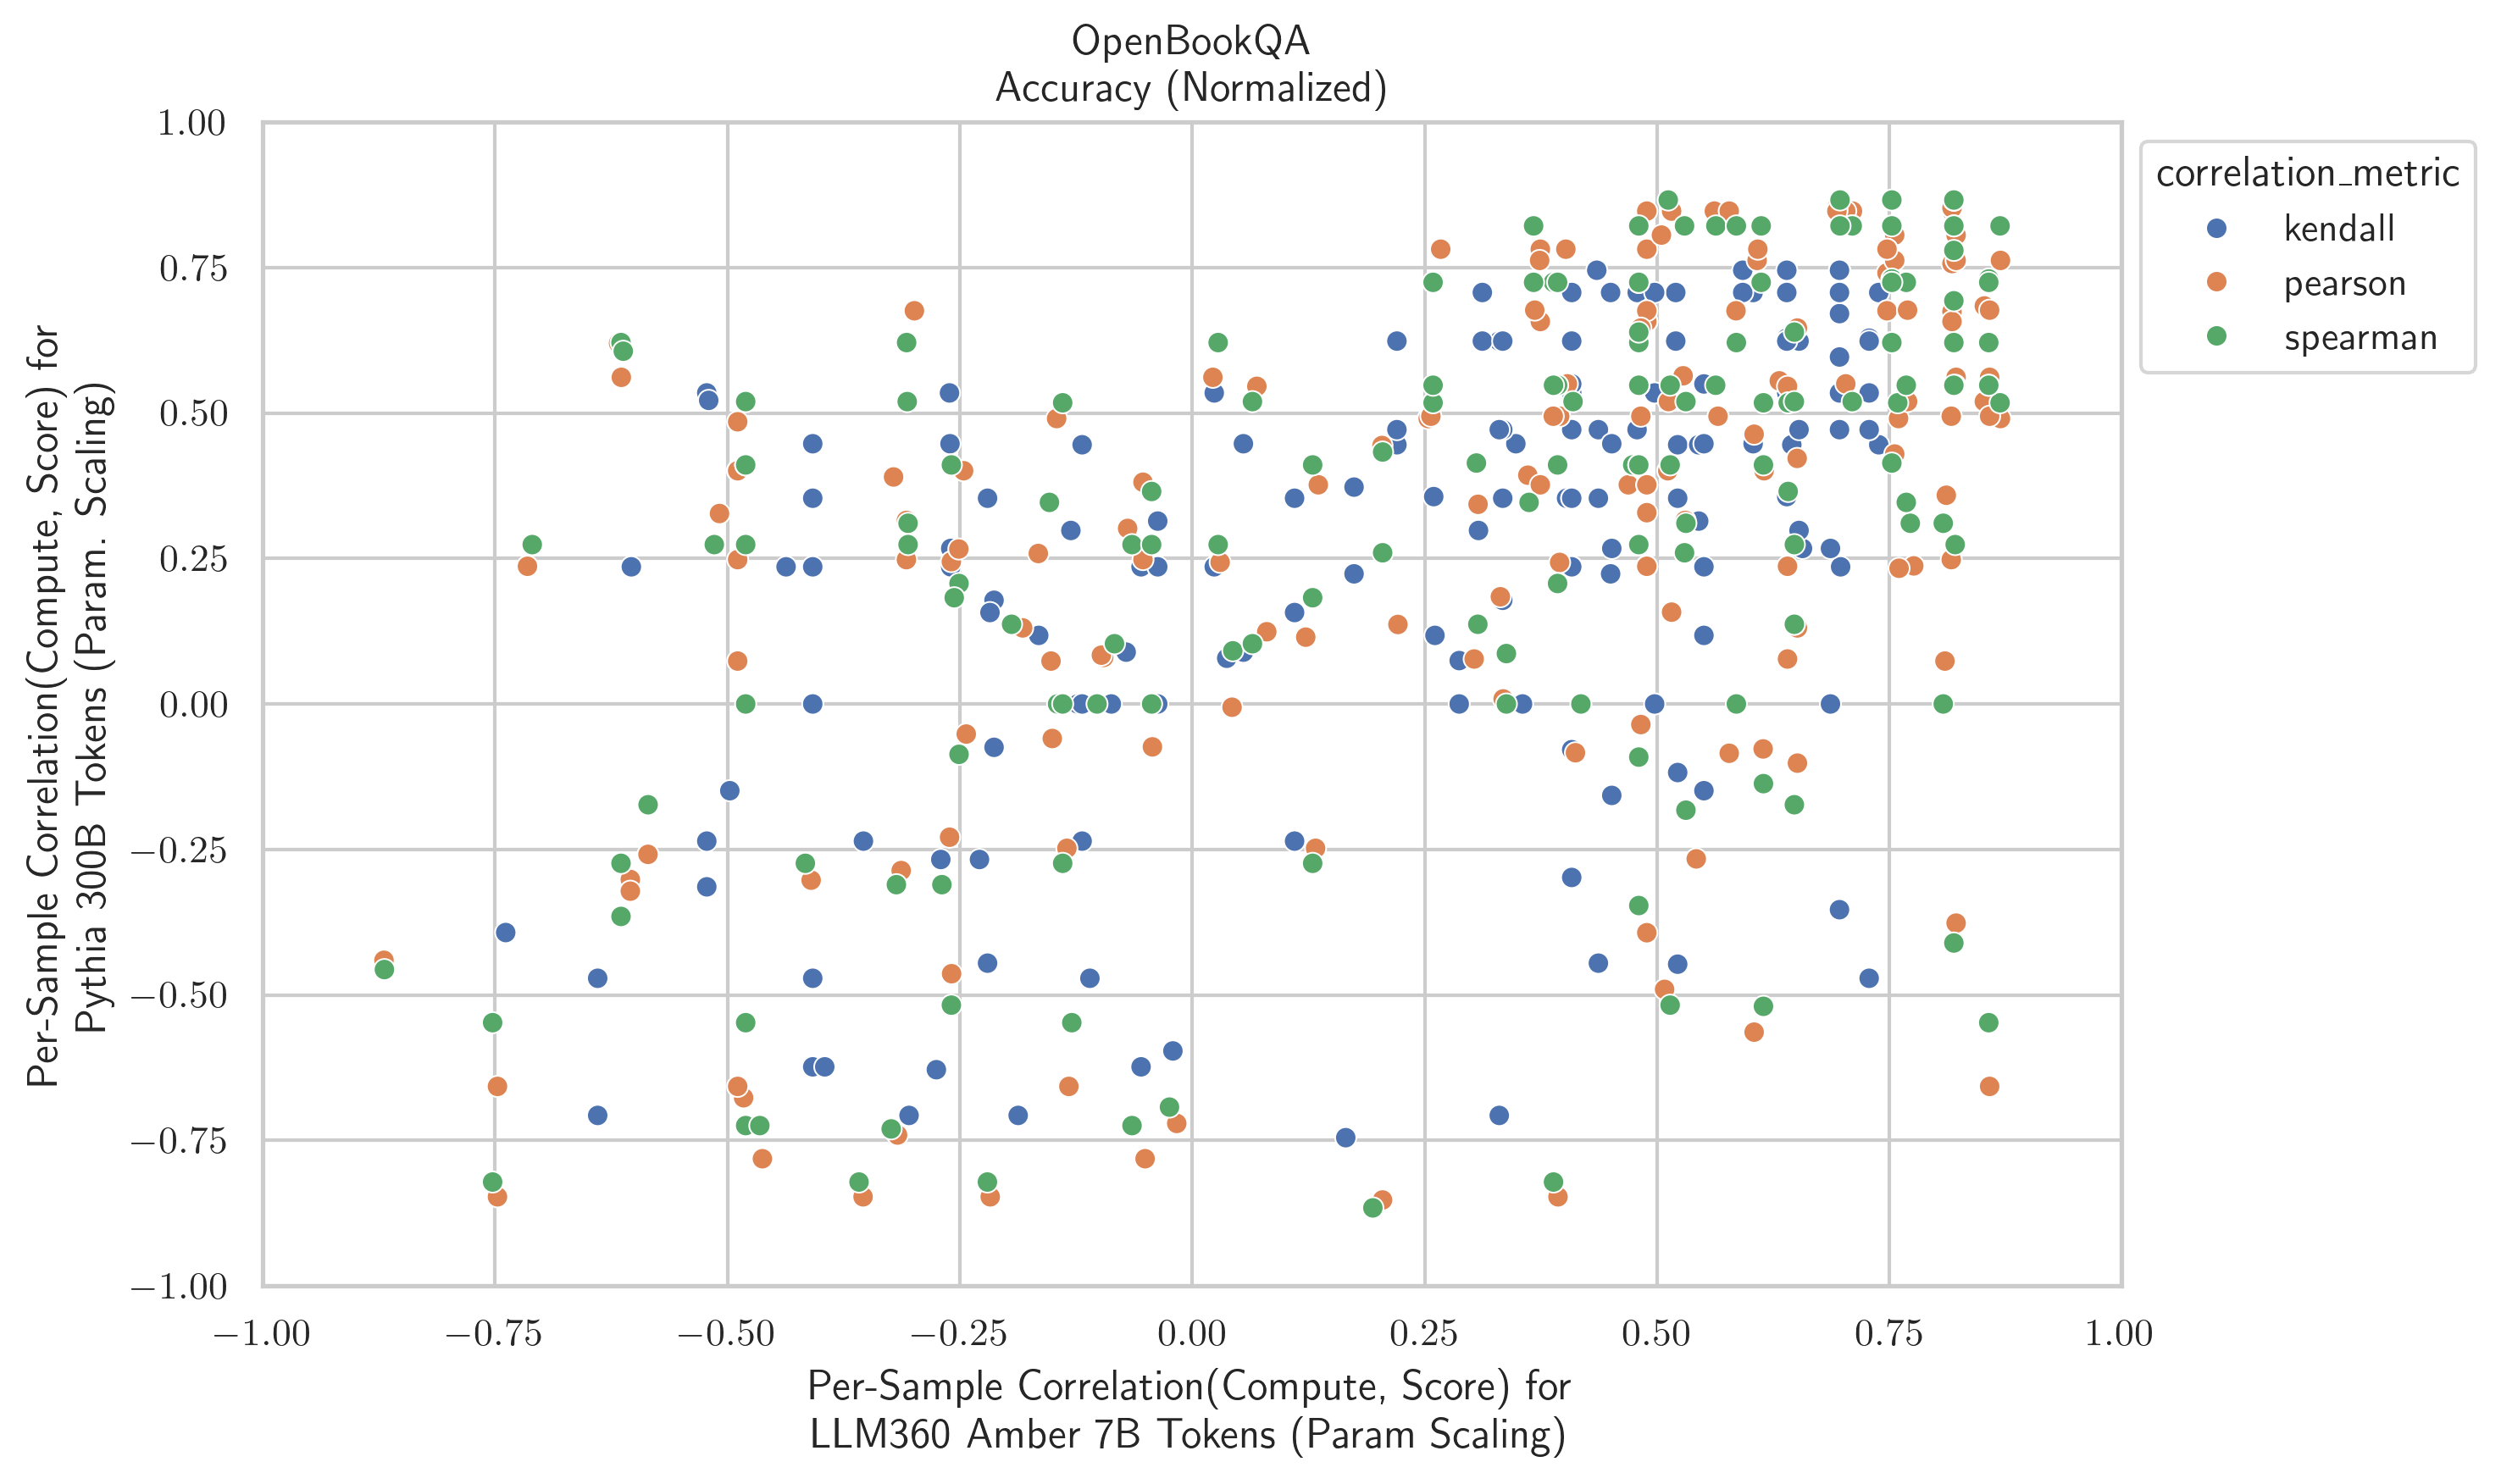 OpenBookQA
Accuracy (Normalized)
1.00
0.75
0.50
0.25
0.00
−0.25
−0.50
−0.75
−1.00
Per-Sample Correlation(Compute, Score) for
Pythia 300B Tokens (Param. Scaling)
−1.00 −0.75 −0.50 −0.25 0.00 0.25 0.50 0.75 1.00
Per-Sample Correlation(Compute, Score) for
LLM360 Amber 7B Tokens (Param Scaling)
correlation_metric
kendall
pearson
spearman